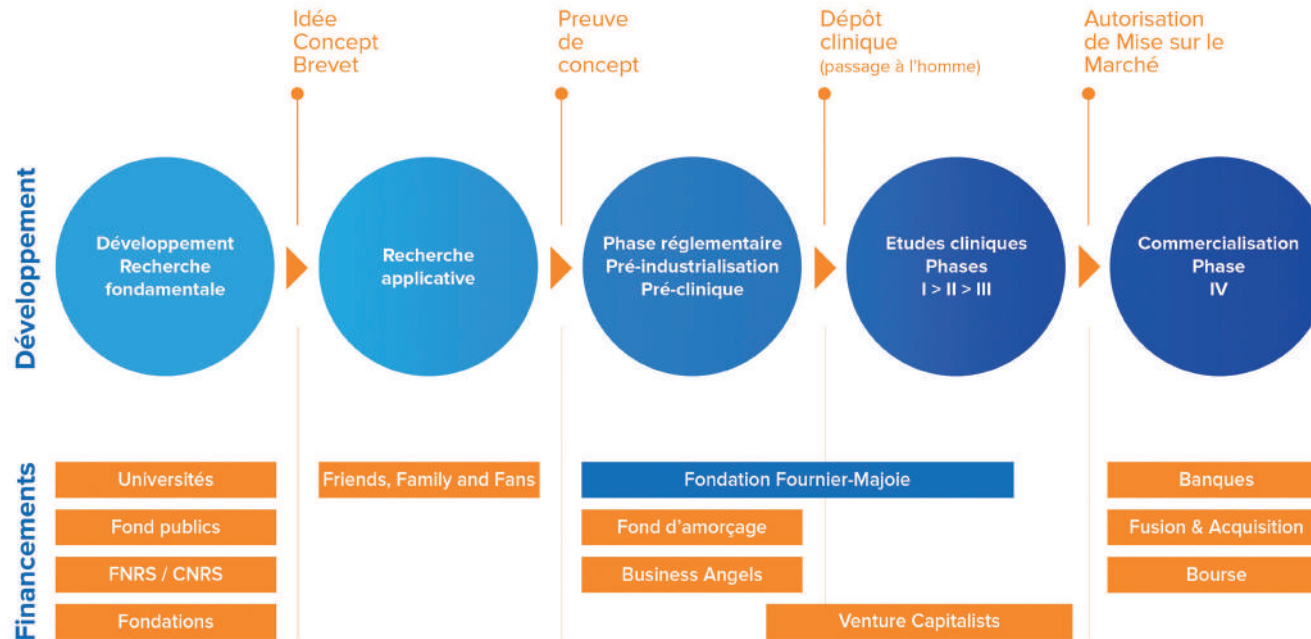 Idée
Concept
Brevet
Preuve
de
concept
Dépôt
clinique
(passage à l'homme)
Autorisation
de Mise sur le
Marché
Développement
Développement
Recherche
fondamentale
Recherche
applicative
Phase réglementaire
Pré-industrialisation
Pré-clinique
Etudes cliniques
Phases
I > II > III
Commercialisation
Phase
IV
Financements
Universités
Friends, Family and Fans
Fondation Fournier-Majoie
Banques
Fond publics
Fond d'amorçage
Fusion & Acquisition
FNRS / CNRS
Business Angels
Bourse
Fondations
Venture Capitalists